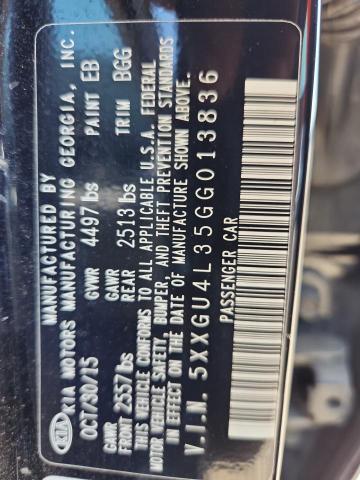 KIA
MANUFACTURED BY
KIA MOTORS MANUFACTURING GEORGIA, INC.
OCT/30/15 GVWR 4497lbs PAINT EB
GAWR FRONT 2557lbs GAWR REAR 2513lbs TRIM BGG
THIS VEHICLE CONFORMS TO ALL APPLICABLE U.S.A. FEDERAL
MOTOR VEHICLE SAFETY, BUMPER, AND THEFT PREVENTION STANDARDS
IN EFFECT ON THE DATE OF MANUFACTURE SHOWN ABOVE.
V.I.N. 5XXGU4L35GG013836
PASSENGER CAR